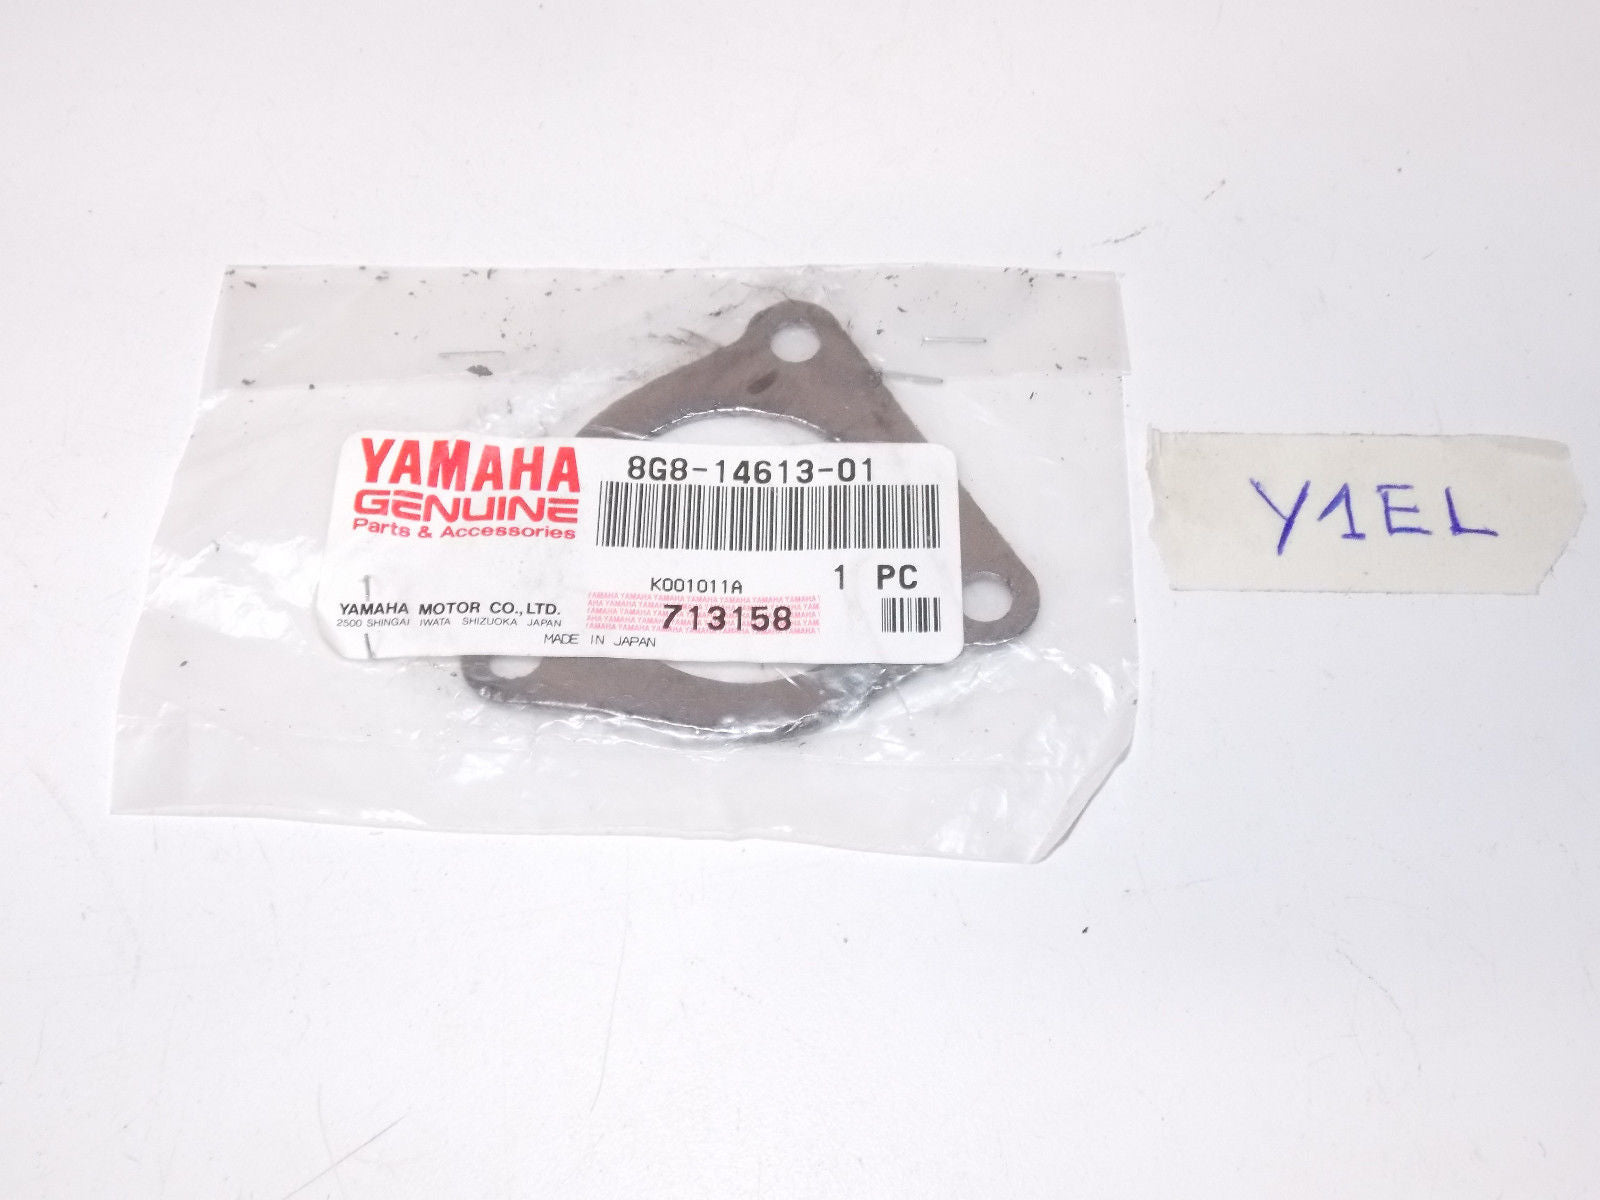 YAMAHA
GENUINE
Parts & Accessories
8G8-14613-01
K001011A
1 PC
YAMAHA MOTOR CO., LTD.
2500 SHINGAI IWATA SHIZUOKA JAPAN
713158
MADE IN JAPAN
Y1EL